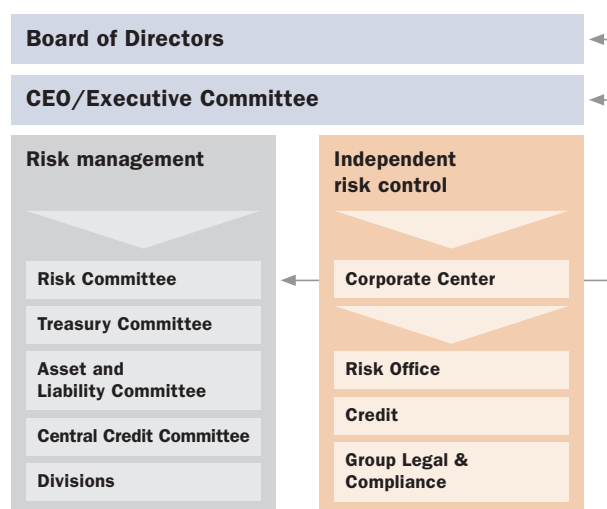 Board of Directors
CEO/Executive Committee
Risk management
Risk Committee
Treasury Committee
Asset and
Liability Committee
Central Credit Committee
Divisions
Independent
risk control
Corporate Center
Risk Office
Credit
Group Legal &
Compliance